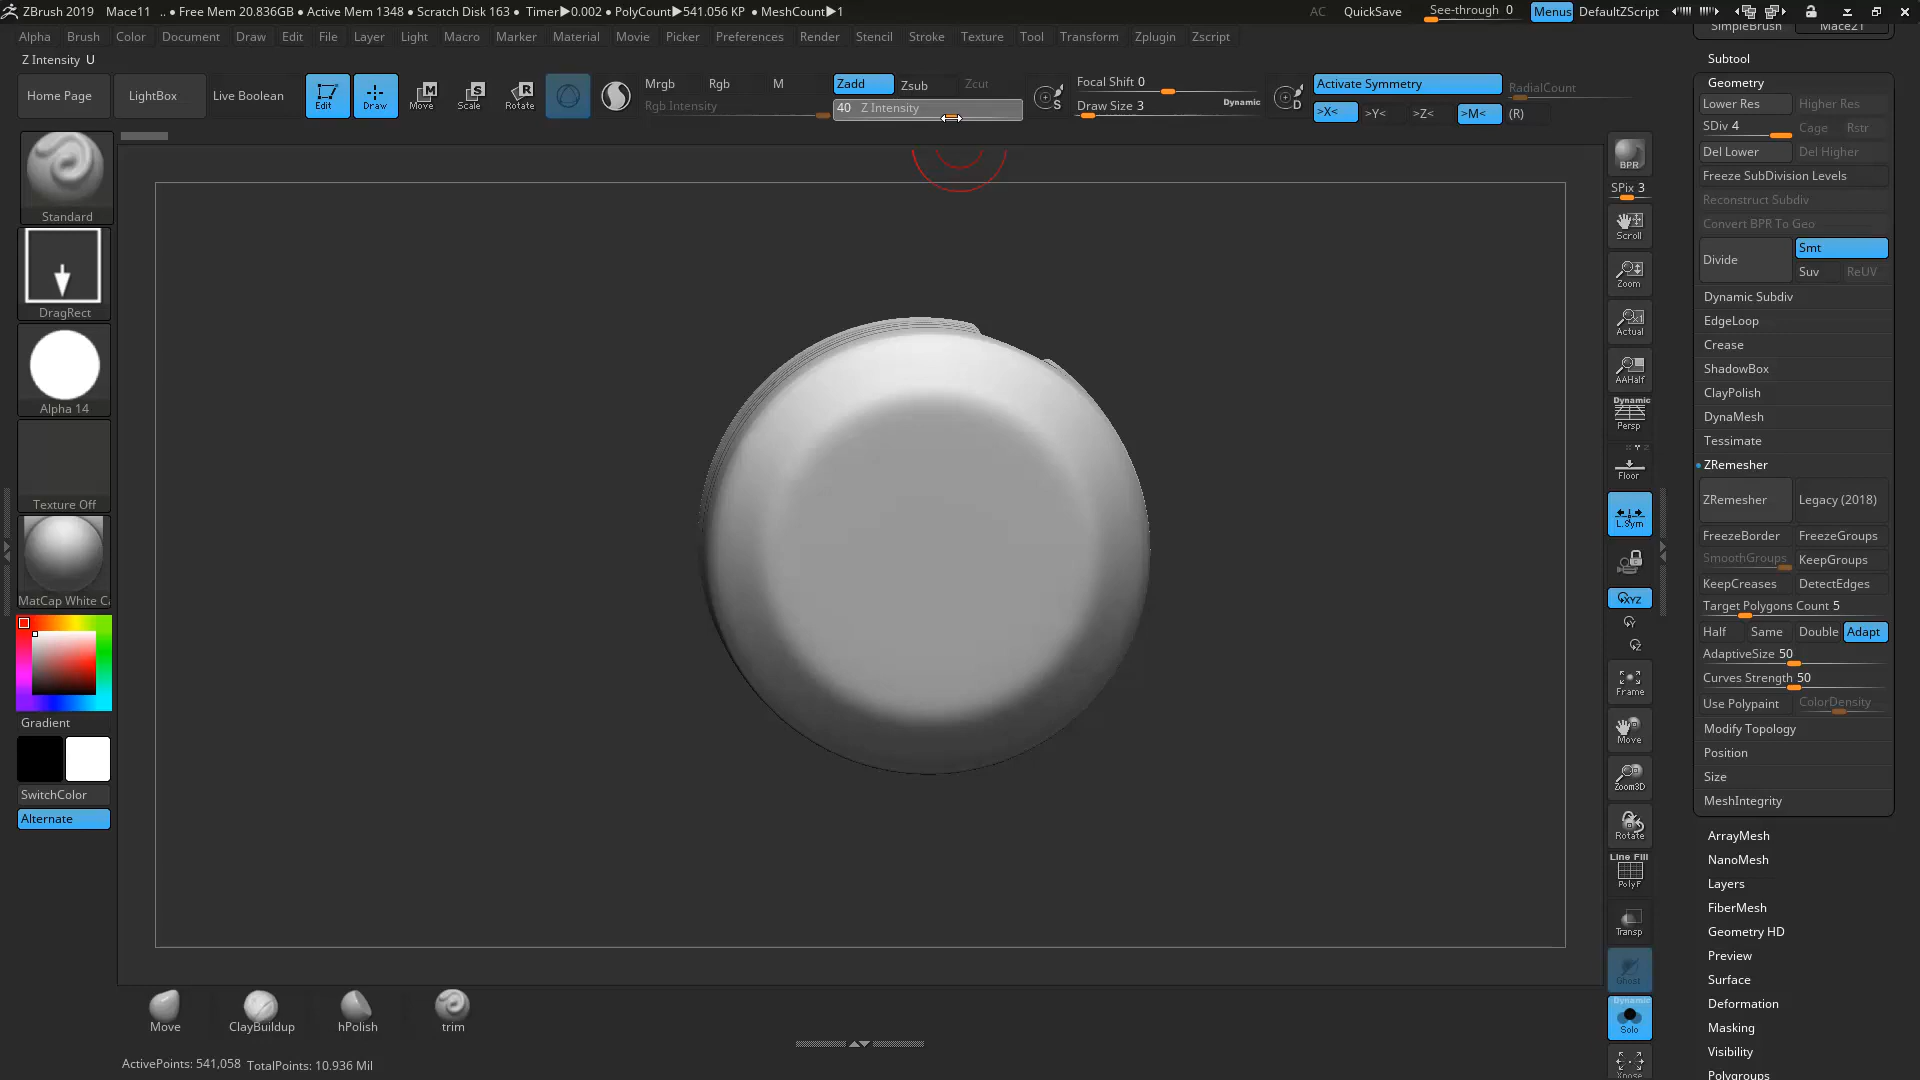 ZBrush 2019 Mace11 .. ● Free Mem 20.836GB ● Active Mem 1348 ● Scratch Disk 163 ● Timer▶0.002 ● PolyCount▶541.056 KP ● MeshCount▶1 AC QuickSave See-through 0 Menus DefaultZScript
SimpleBrush Mace21
Alpha Brush Color Document Draw Edit File Layer Light Macro Marker Material Movie Picker Preferences Render Stencil Stroke Texture Tool Transform Zplugin Zscript
Z Intensity U
Home Page LightBox Live Boolean Edit Draw Move Scale Rotate
Mrgb Rgb M Zadd Zsub Zcut
Rgb Intensity 40 Z Intensity
S Focal Shift 0
Draw Size 3 Dynamic
D Activate Symmetry RadialCount
>X< >Y< >Z< >M< (R)
Standard
DragRect
Alpha 14
Texture Off
MatCap White C
Gradient
SwitchColor
Alternate
BPR
SPix 3
Scroll
Zoom
Actual
AAHalf
Dynamic
Persp
Floor
L.Sym
XYZ
Y
Z
Frame
Move
Zoom3D
Rotate
Line Fill
PolyF
Transp
Ghost
Dynamic
Solo
Xpose
Subtool
Geometry
Lower Res Higher Res
SDiv 4 Cage Rstr
Del Lower Del Higher
Freeze SubDivision Levels
Reconstruct Subdiv
Convert BPR To Geo
Divide Smt
Suv ReUV
Dynamic Subdiv
EdgeLoop
Crease
ShadowBox
ClayPolish
DynaMesh
Tessimate
ZRemesher
ZRemesher Legacy (2018)
FreezeBorder FreezeGroups
SmoothGroups KeepGroups
KeepCreases DetectEdges
Target Polygons Count 5
Half Same Double Adapt
AdaptiveSize 50
Curves Strength 50
Use Polypaint ColorDensity
Modify Topology
Position
Size
MeshIntegrity
ArrayMesh
NanoMesh
Layers
FiberMesh
Geometry HD
Preview
Surface
Deformation
Masking
Visibility
Polygroups
Move ClayBuildup hPolish trim
ActivePoints: 541,058 TotalPoints: 10.936 Mil